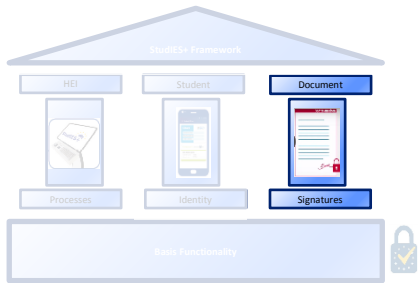 StudIES+ Framework
HEI
Student
Document
Processes
Identity
Signatures
Basis Functionality